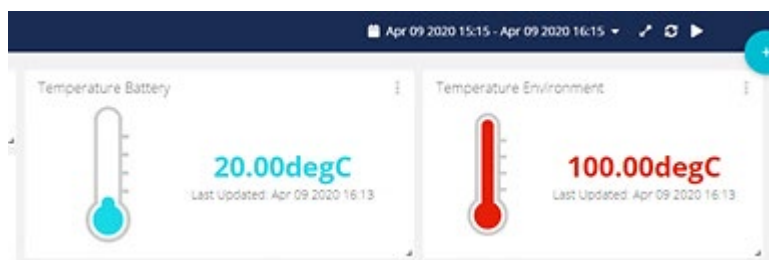 Apr 09 2020 15:15 - Apr 09 2020 16:15
Temperature Battery
20.00degC
Last Updated: Apr 09 2020 16:13
Temperature Environment
100.00degC
Last Updated: Apr 09 2020 16:13